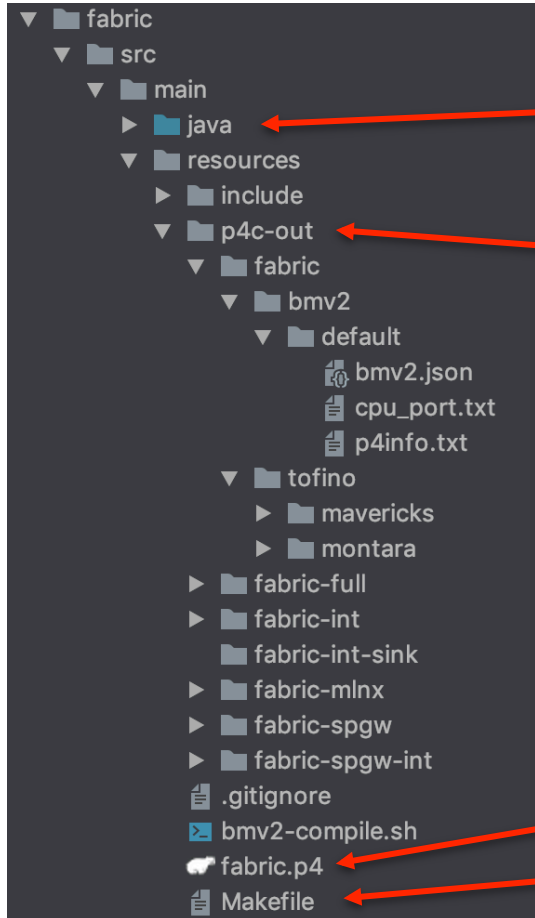 fabric
src
main
java
resources
include
p4c-out
fabric
bmv2
default
bmv2.json
cpu_port.txt
p4info.txt
tofino
mavericks
montara
fabric-full
fabric-int
fabric-int-sink
fabric-mlnx
fabric-spgw
fabric-spgw-int
.gitignore
bmv2-compile.sh
fabric.p4
Makefile